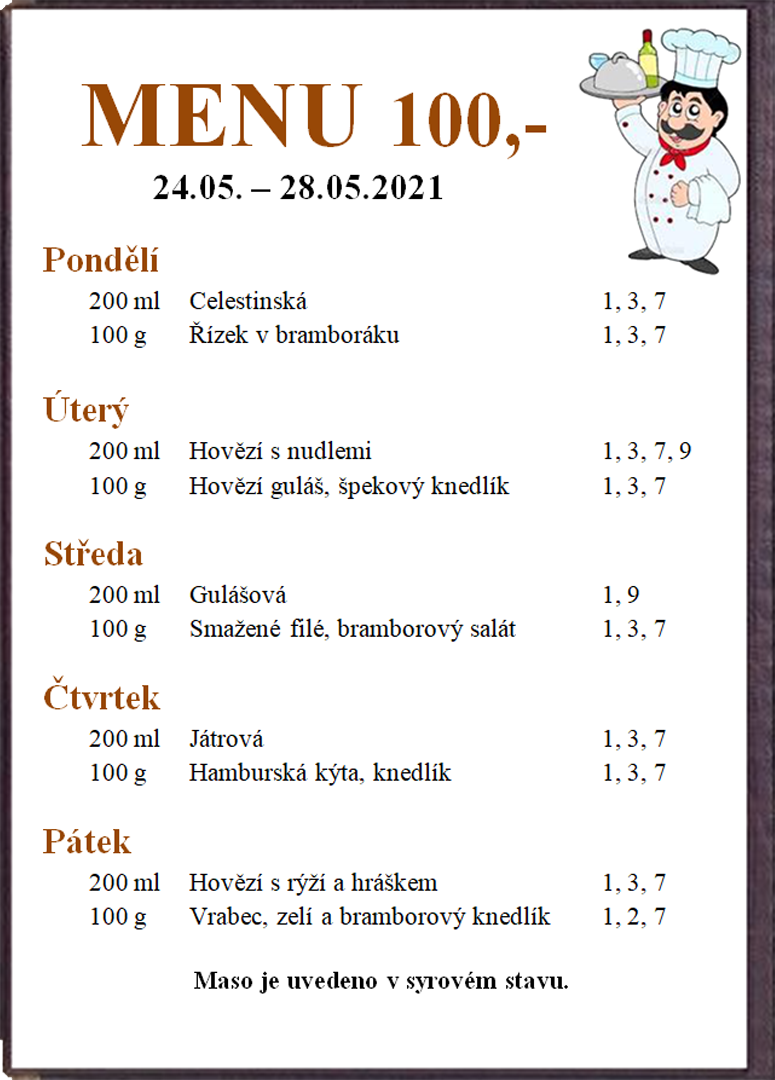 MENU 100,-
24.05. – 28.05.2021
Pondělí
200 ml Celestinská 1, 3, 7
100 g Řízek v bramboráku 1, 3, 7
Úterý
200 ml Hovězí s nudlemi 1, 3, 7, 9
100 g Hovězí guláš, špekový knedlík 1, 3, 7
Středa
200 ml Gulášová 1, 9
100 g Smažené filé, bramborový salát 1, 3, 7
Čtvrtek
200 ml Játrová 1, 3, 7
100 g Hamburská kýta, knedlík 1, 3, 7
Pátek
200 ml Hovězí s rýží a hráškem 1, 3, 7
100 g Vrabec, zelí a bramborový knedlík 1, 2, 7
Maso je uvedeno v syrovém stavu.